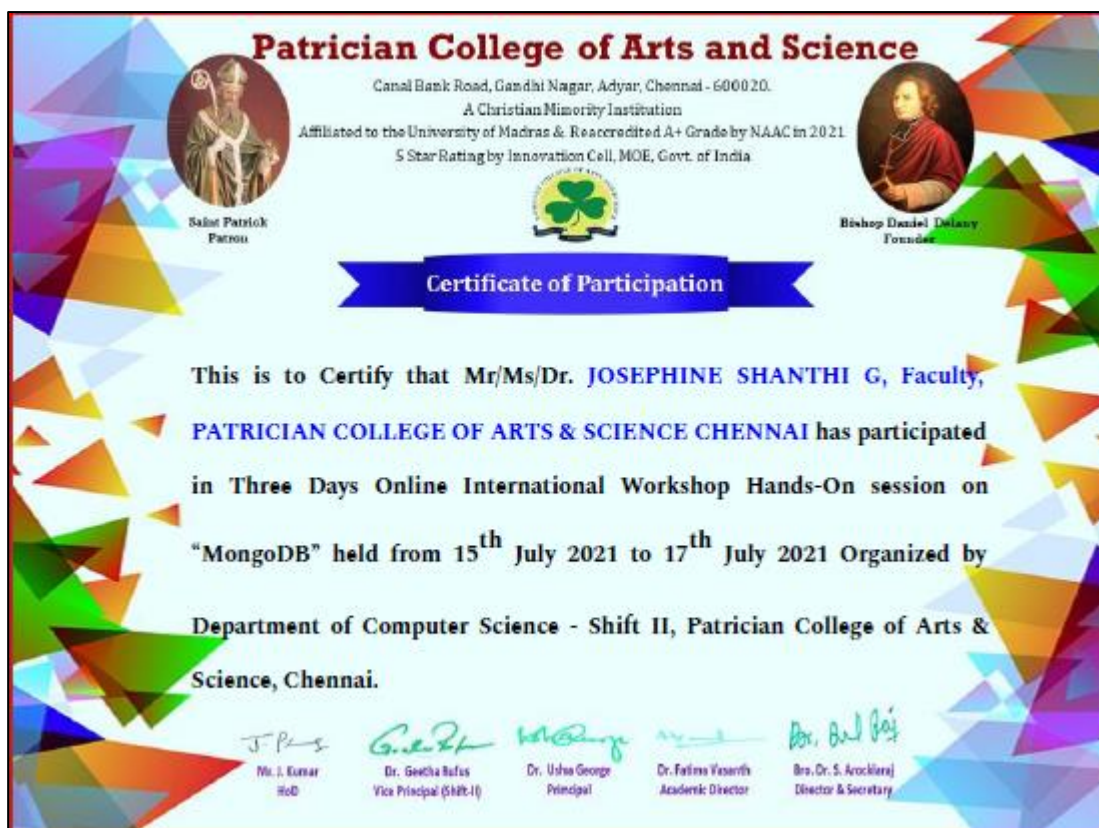 Patrician College of Arts and Science
Canal Bank Road, Gandhi Nagar, Adyar, Chennai - 600020.
A Christian Minority Institution
Affiliated to the University of Madras & Reaccredited A+ Grade by NAAC in 2021
5 Star Rating by Innovation Cell, MOE, Govt. of India
Saint Patrick
Patron
Bishop Daniel Delany
Founder
Certificate of Participation
This is to Certify that Mr/Ms/Dr. JOSEPHINE SHANTHI G, Faculty,
PATRICIAN COLLEGE OF ARTS & SCIENCE CHENNAI has participated
in Three Days Online International Workshop Hands-On session on
“MongoDB” held from 15th July 2021 to 17th July 2021 Organized by
Department of Computer Science - Shift II, Patrician College of Arts &
Science, Chennai.
Mr. J. Kumar
HoD
Dr. Geetha Rufus
Vice Principal (Shift-II)
Dr. Usha George
Principal
Dr. Fatima Vasanth
Academic Director
Bro. Dr. S. Arockiaraj
Director & Secretary